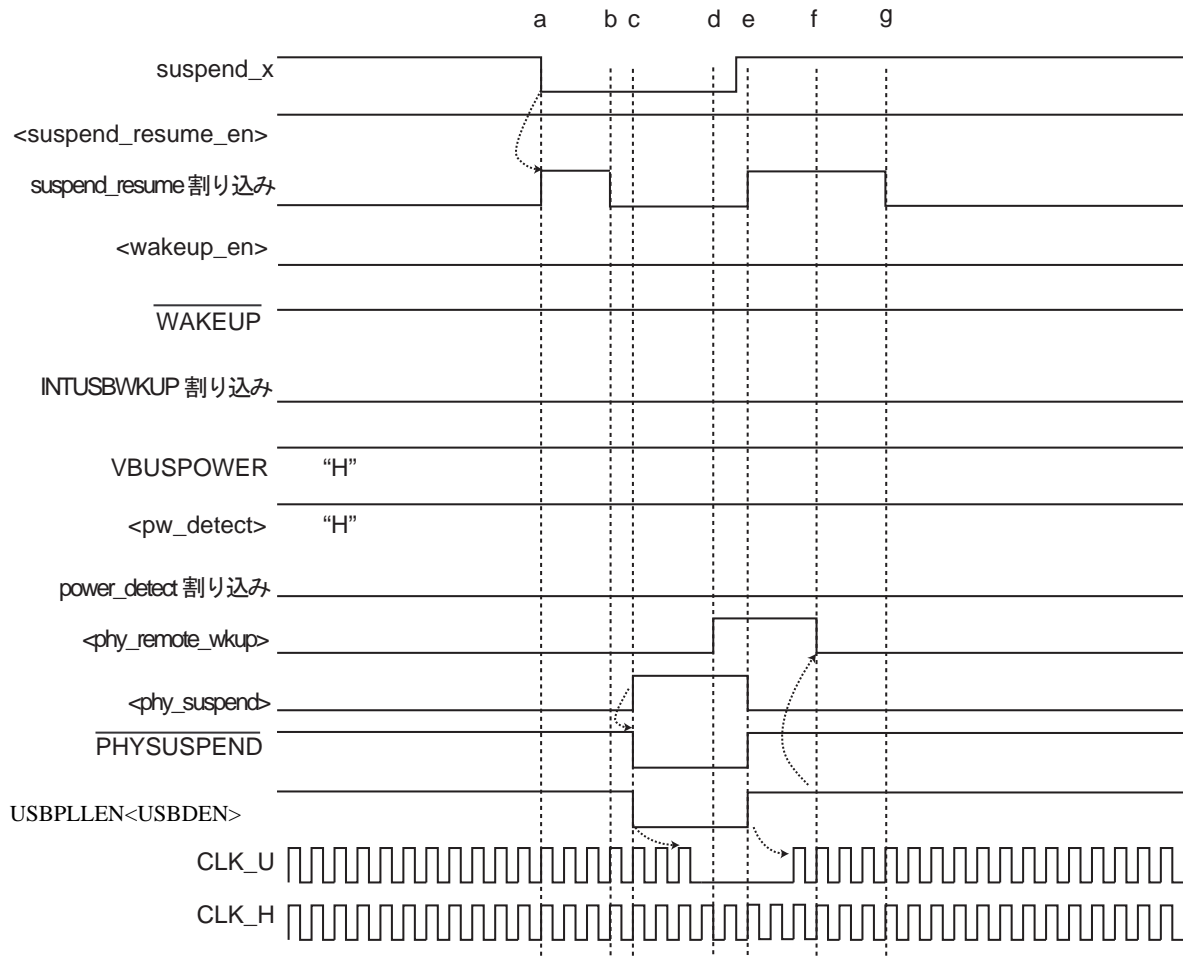 a b c d e f g
suspend_x
<suspend_resume_en>
suspend_resume 割り込み
<wakeup_en>
WAKEUP
INTUSBWKUP 割り込み
VBUSPOWER “H”
<pw_detect> “H”
power_detect 割り込み
<phy_remote_wkup>
<phy_suspend>
PHYSUSPEND
USBPLLEN<USBDEN>
CLK_U
CLK_H